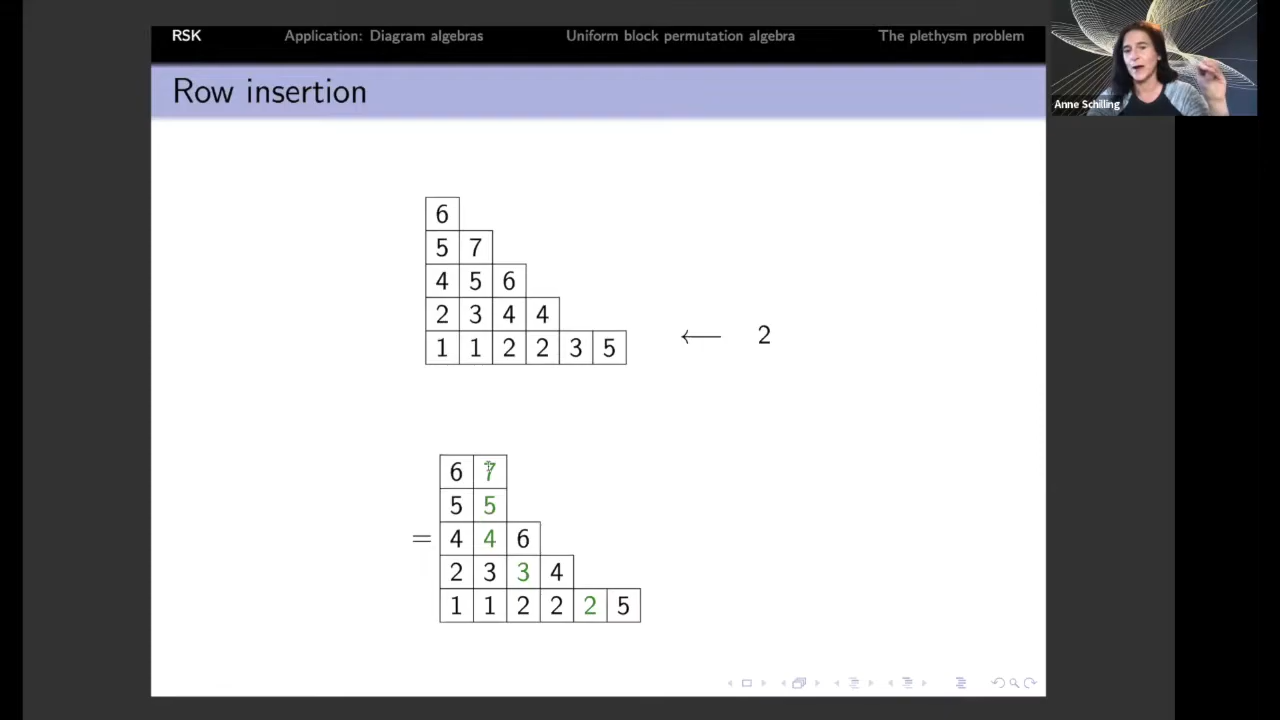 RSK Application: Diagram algebras Uniform block permutation algebra The plethysm problem
Anne Schilling
Row insertion
6
5 7
4 5 6
2 3 4 4
1 1 2 2 3 5
← 2
6 7
5 5
= 4 4 6
2 3 3 4
1 1 2 2 2 5